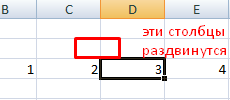 B C D E
эти столбцы
раздвинутся
1 2 3 4